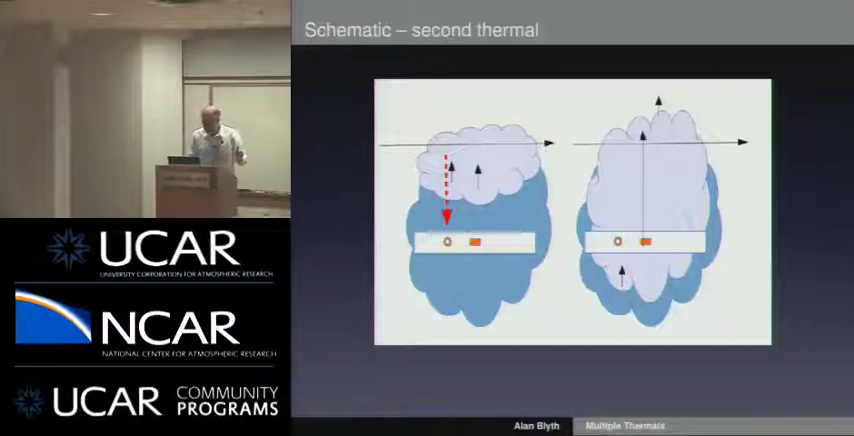 Schematic – second thermal
UCAR
UNIVERSITY CORPORATION FOR ATMOSPHERIC RESEARCH
NCAR
NATIONAL CENTER FOR ATMOSPHERIC RESEARCH
UCAR COMMUNITY
PROGRAMS
Alan Blyth
Multiple Thermals